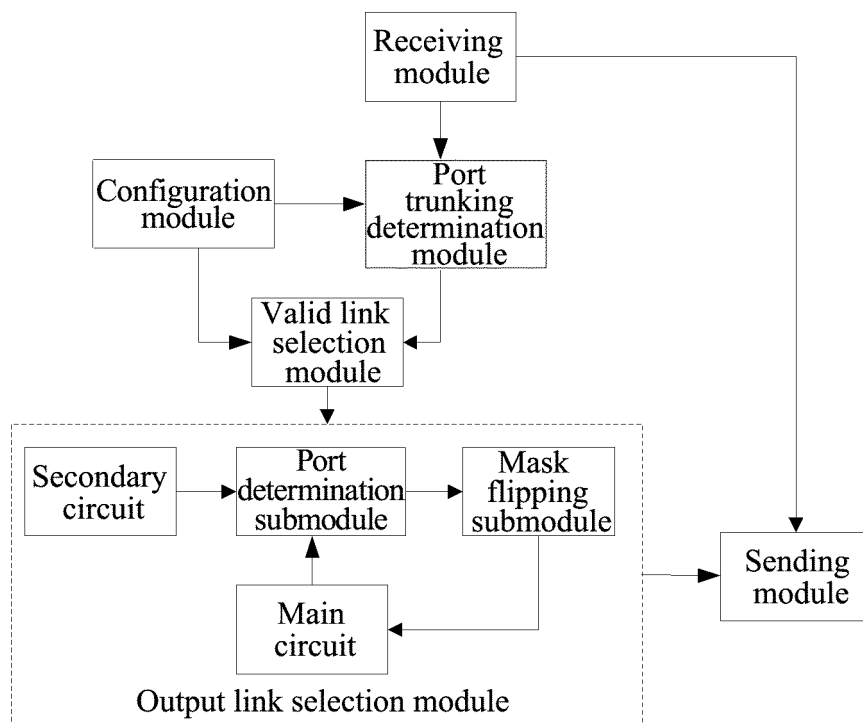 Receiving
module
Configuration
module
Port
trunking
determination
module
Valid link
selection
module
Secondary
circuit
Port
determination
submodule
Mask
flipping
submodule
Main
circuit
Sending
module
Output link selection module